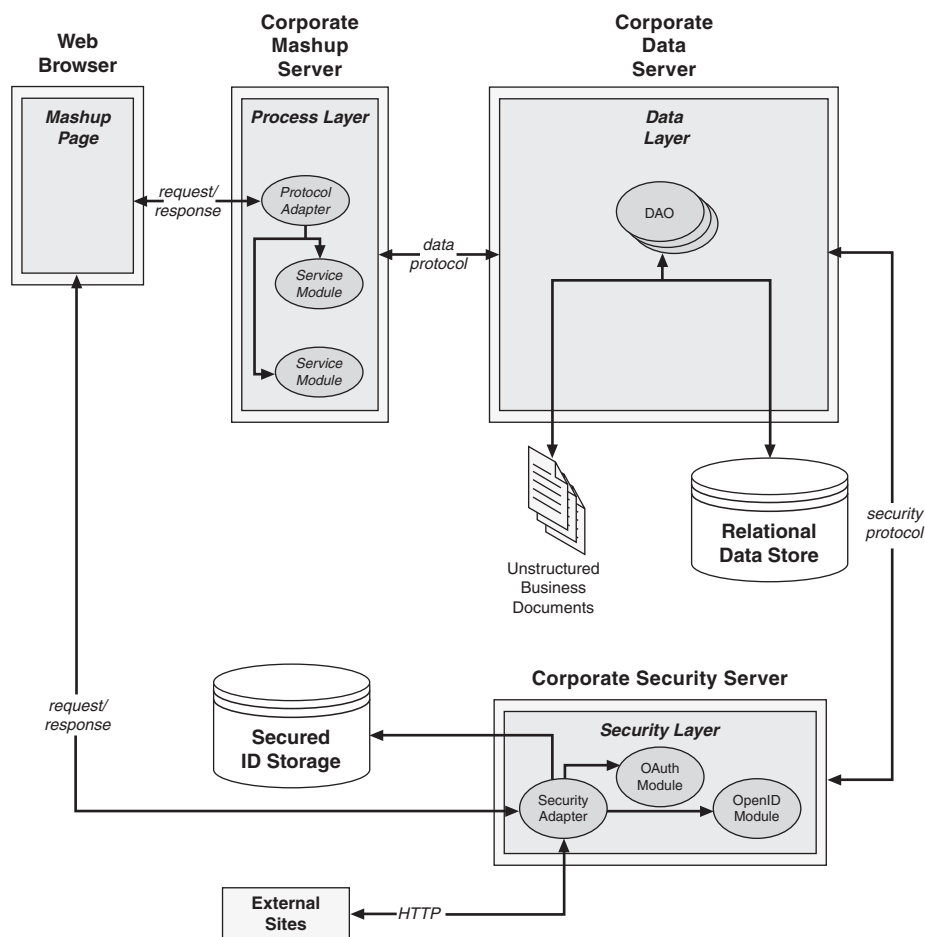 Web
Browser
Corporate
Mashup
Server
Corporate
Data
Server
Mashup
Page
Process Layer
Data
Layer
request/
response
Protocol
Adapter
DAO
data
protocol
Service
Module
Service
Module
security
protocol
Relational
Data Store
Unstructured
Business
Documents
Corporate Security Server
request/
response
Secured
ID Storage
Security Layer
OAuth
Module
Security
Adapter
OpenID
Module
External
Sites
HTTP